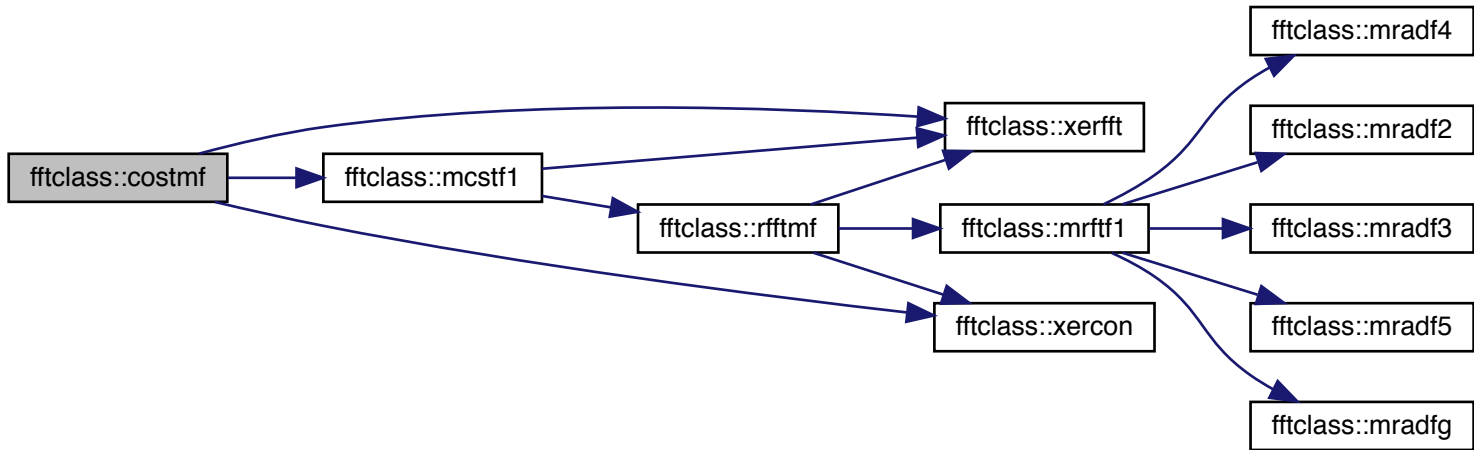 fftclass::costmf
fftclass::mcstf1
fftclass::rfftmf
fftclass::xerfft
fftclass::mrftf1
fftclass::xercon
fftclass::mradf4
fftclass::mradf2
fftclass::mradf3
fftclass::mradf5
fftclass::mradfg